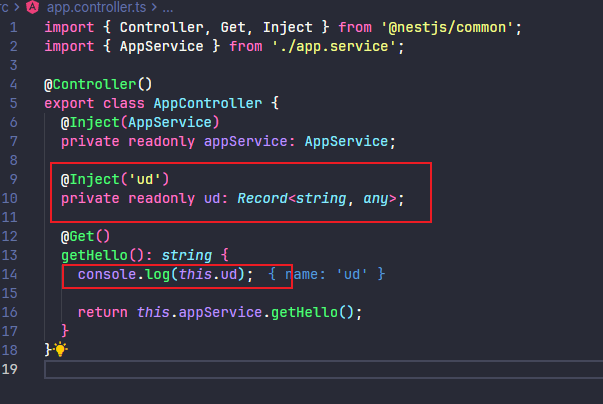 rc > app.controller.ts > ...
1 import { Controller, Get, Inject } from '@nestjs/common';
2 import { AppService } from './app.service';
3
4 @Controller()
5 export class AppController {
6 @Inject(AppService)
7 private readonly appService: AppService;
8
9 @Inject('ud')
10 private readonly ud: Record<string, any>;
11
12 @Get()
13 getHello(): string {
14 console.log(this.ud); { name: 'ud' }
15
16 return this.appService.getHello();
17 }
18 }
19